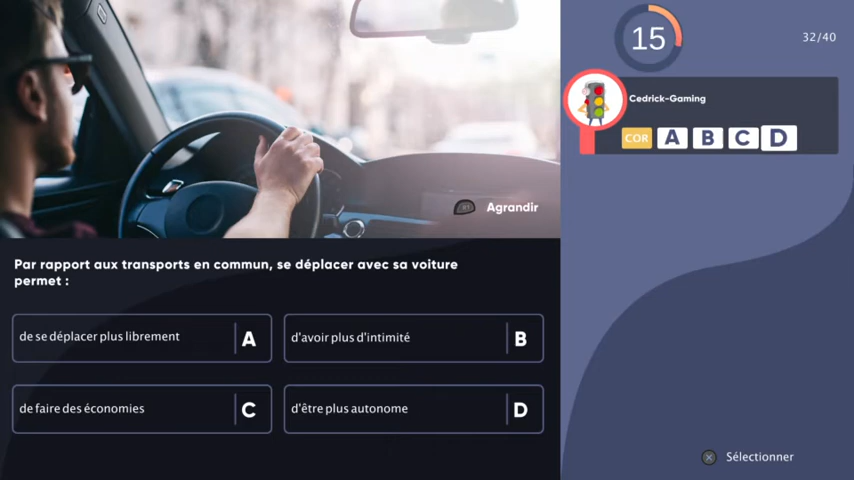 15
32/40
Cedrick-Gaming
COR A B C D
R1 Agrandir
Par rapport aux transports en commun, se déplacer avec sa voiture
permet :
de se déplacer plus librement A
d'avoir plus d'intimité B
de faire des économies C
d'être plus autonome D
Sélectionner